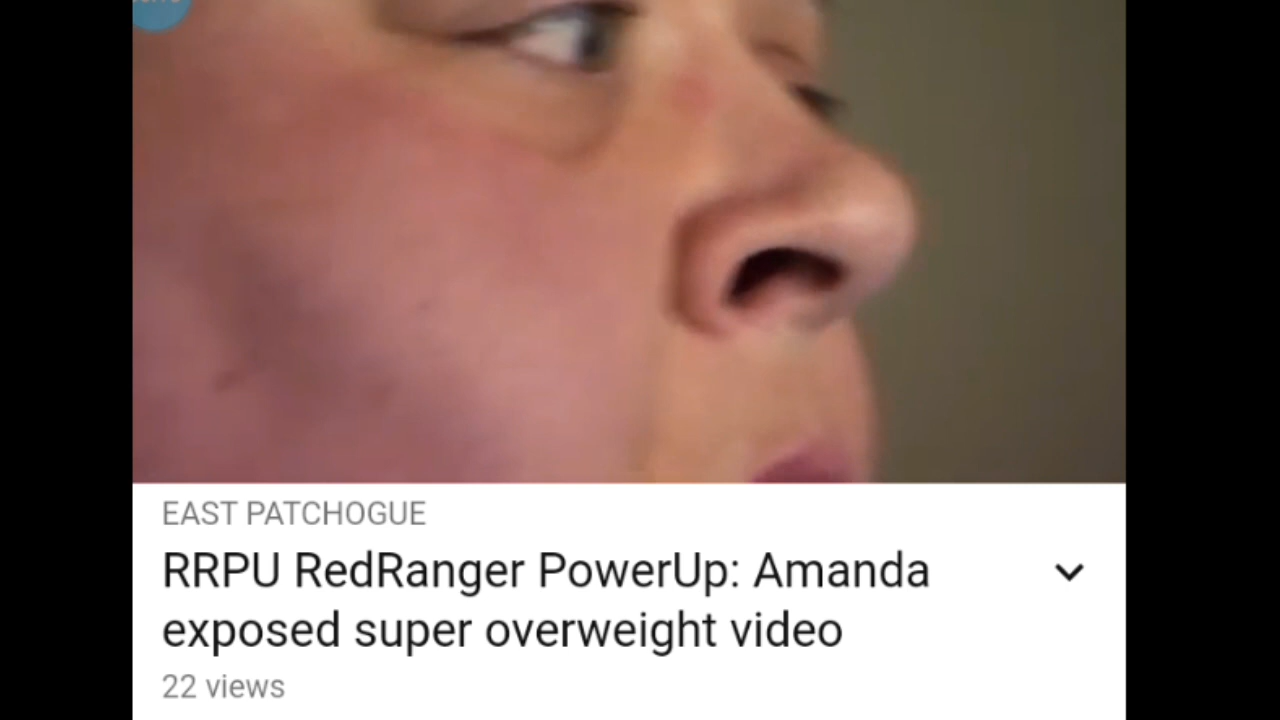 EAST PATCHOGUE
RRPU RedRanger PowerUp: Amanda
exposed super overweight video
22 views